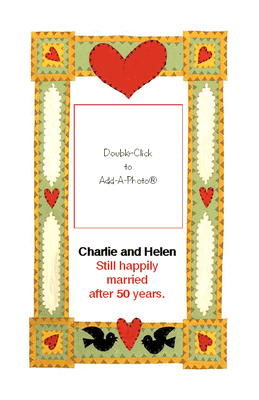 Double-Click
to
Add-A-Photo®
Charlie and Helen
Still happily
married
after 50 years.